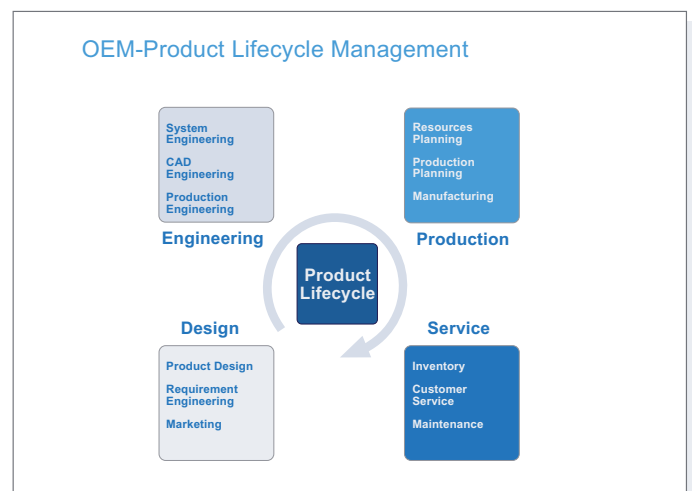 OEM-Product Lifecycle Management
System
Engineering
CAD
Engineering
Production
Engineering
Engineering
Resources
Planning
Production
Planning
Manufacturing
Production
Product
Lifecycle
Design
Product Design
Requirement
Engineering
Marketing
Service
Inventory
Customer
Service
Maintenance